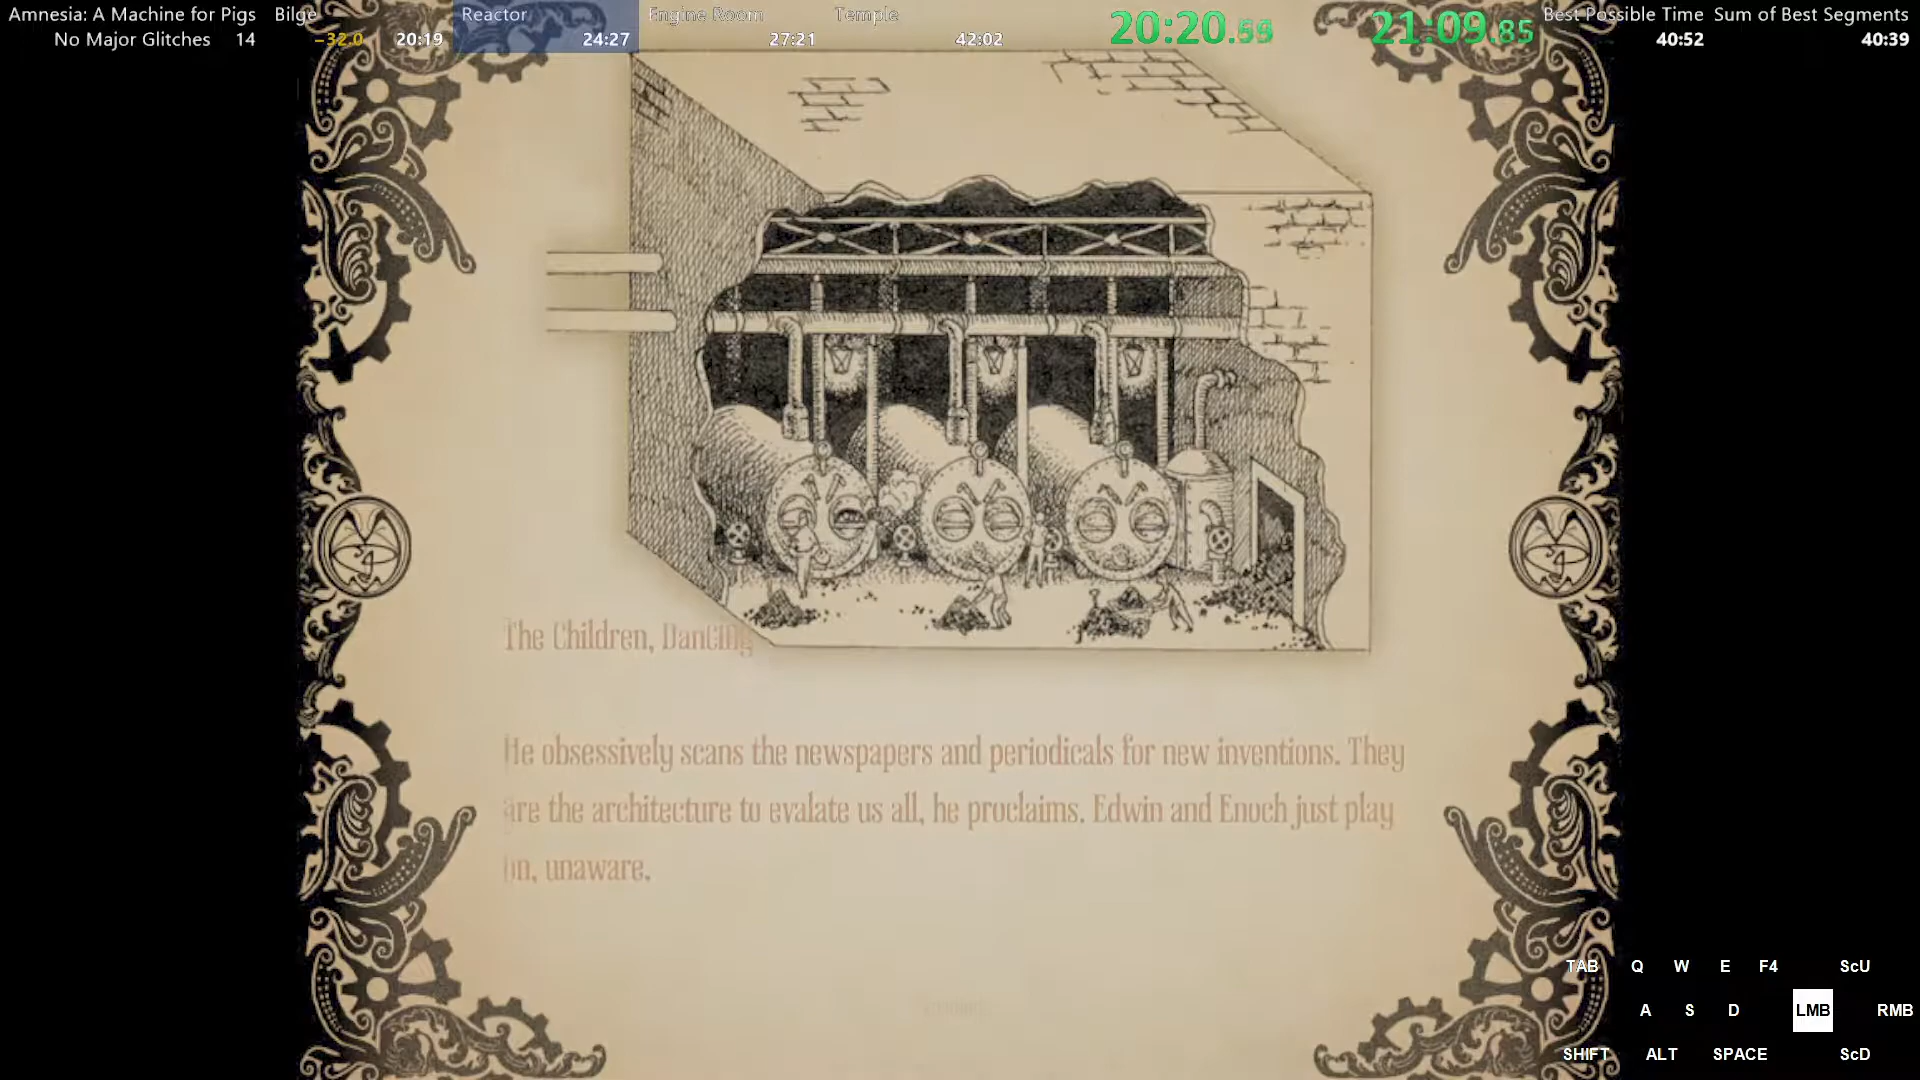 Amnesia: A Machine for Pigs Bilge Reactor Engine Room Temple 20:20.59 21:09.85 Best Possible Time Sum of Best Segments
No Major Glitches 14 −32.0 20:19 24:27 27:21 42:02 40:52 40:39
The Children, Dancing
He obsessively scans the newspapers and periodicals for new inventions. They
are the architecture to evalate us all, he proclaims. Edwin and Enoch just play
on, unaware.
TAB Q W E F4 ScU
A S D LMB RMB
SHIFT ALT SPACE ScD